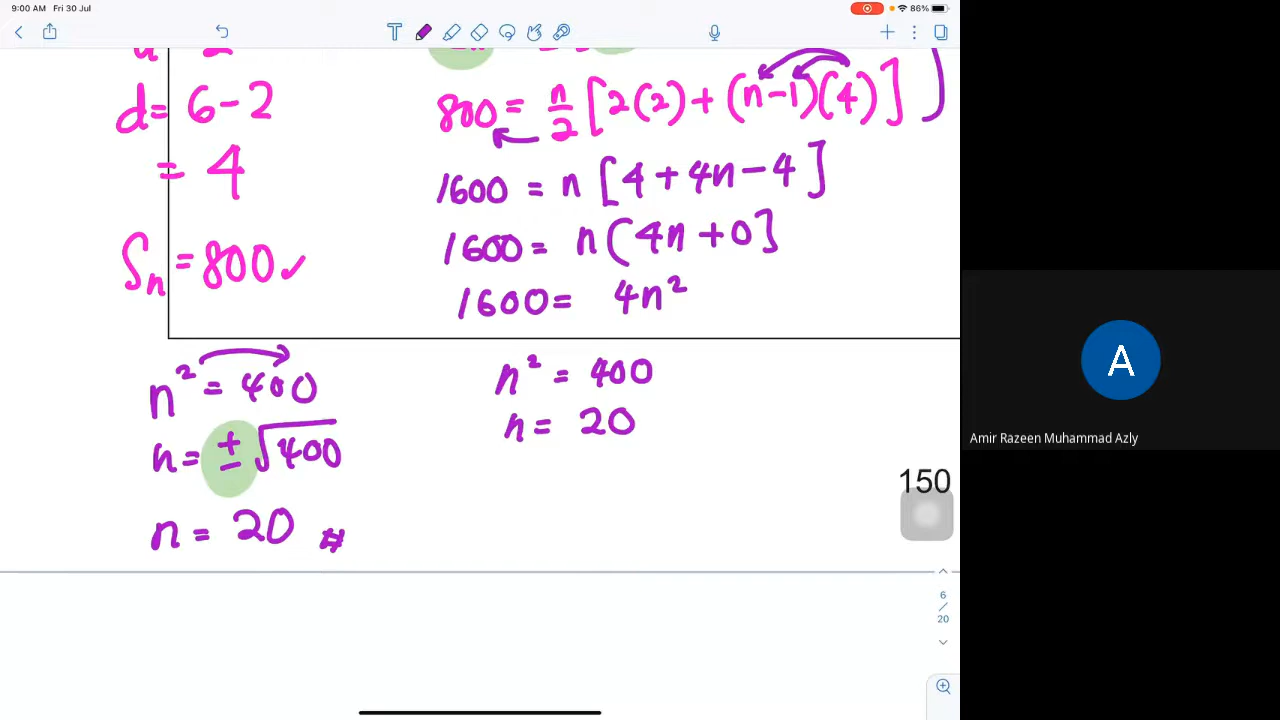 9:00 AM Fri 30 Jul
86%
d = 6 - 2
= 4
Sn = 800 ✓
800 = n/2 [2(2) + (n-1)(4)]
1600 = n [4 + 4n - 4]
1600 = n (4n + 0]
1600 = 4n²
n² = 400
n = ± √400
n = 20 #
n² = 400
n = 20
150
6
/
20
A
Amir Razeen Muhammad Azly